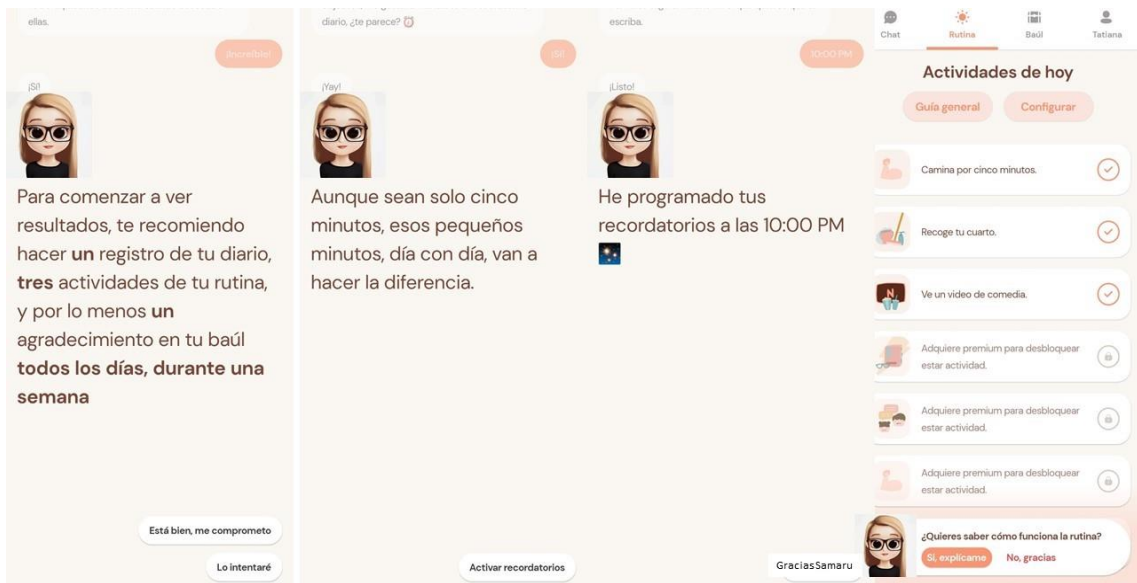 ellas.
¡Increíble!
¡Sí!
Para comenzar a ver
resultados, te recomiendo
hacer un registro de tu diario,
tres actividades de tu rutina,
y por lo menos un
agradecimiento en tu baúl
todos los días, durante una
semana
Está bien, me comprometo
Lo intentaré
diario, ¿te parece?
¡Sí!
¡Yay!
Aunque sean solo cinco
minutos, esos pequeños
minutos, día con día, van a
hacer la diferencia.
Activar recordatorios
escriba.
10:00 PM
¡Listo!
He programado tus
recordatorios a las 10:00 PM
GraciasSamaru
Chat
Rutina
Baúl
Tatiana
Actividades de hoy
Guía general
Configurar
Camina por cinco minutos.
Recoge tu cuarto.
Ve un video de comedia.
Adquiere premium para desbloquear
estar actividad.
Adquiere premium para desbloquear
estar actividad.
Adquiere premium para desbloquear
estar actividad.
¿Quieres saber cómo funciona la rutina?
Sí, explícame
No, gracias